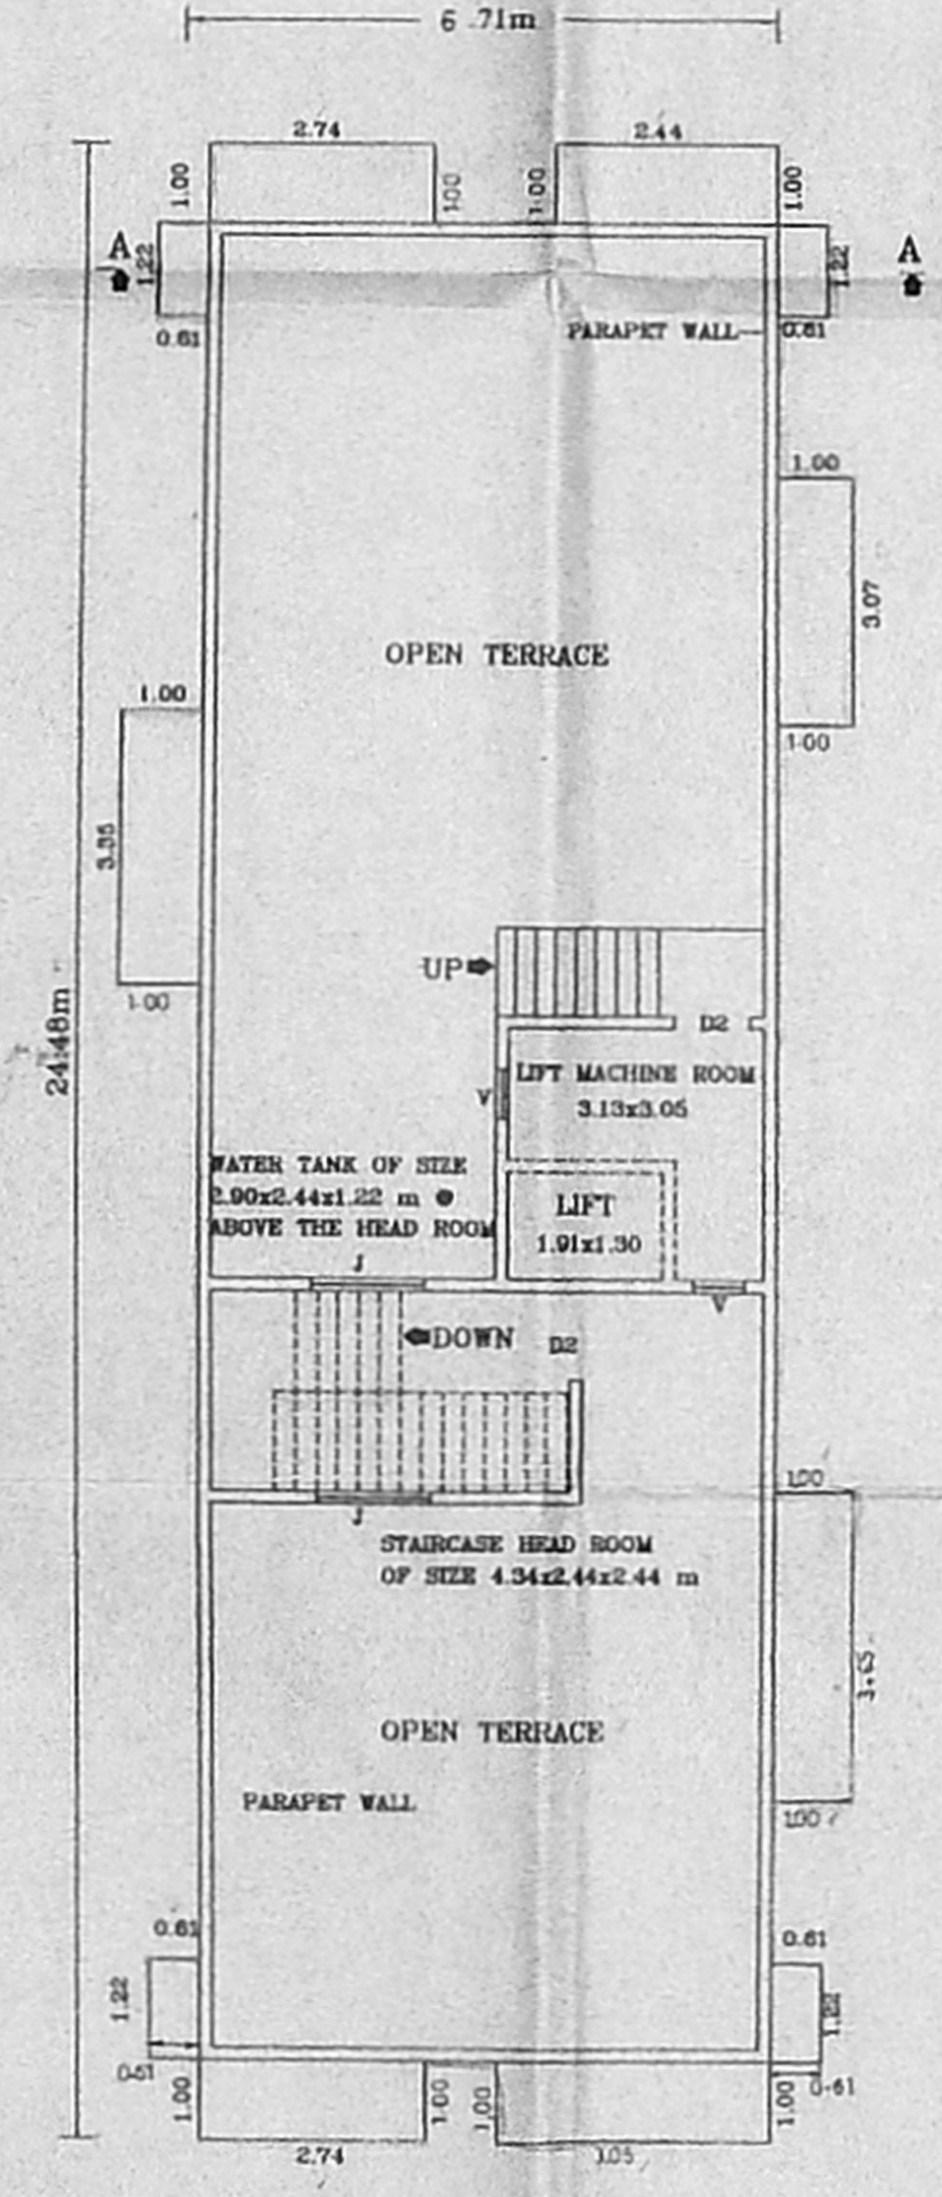 6 .71m
2.74
2.44
1.00
1.00
1.00
1.00
A
1.22
1.22
A
0.61
PARAPET WALL
0.61
1.00
3.07
OPEN TERRACE
1.00
1.00
3.35
UP
1.00
D2
24.48m
LIFT MACHINE ROOM
V
3.13x3.05
WATER TANK OF SIZE
2.90x2.44x1.22 m @
ABOVE THE HEAD ROOM
LIFT
1.91x1.30
J
V
DOWN
D2
1.00
J
STAIRCASE HEAD ROOM
OF SIZE 4.34x2.44x2.44 m
OPEN TERRACE
PARAPET WALL
1.00
0.61
0.61
1.22
1.22
0.61
0.61
1.00
1.00
1.00
1.00
2.74